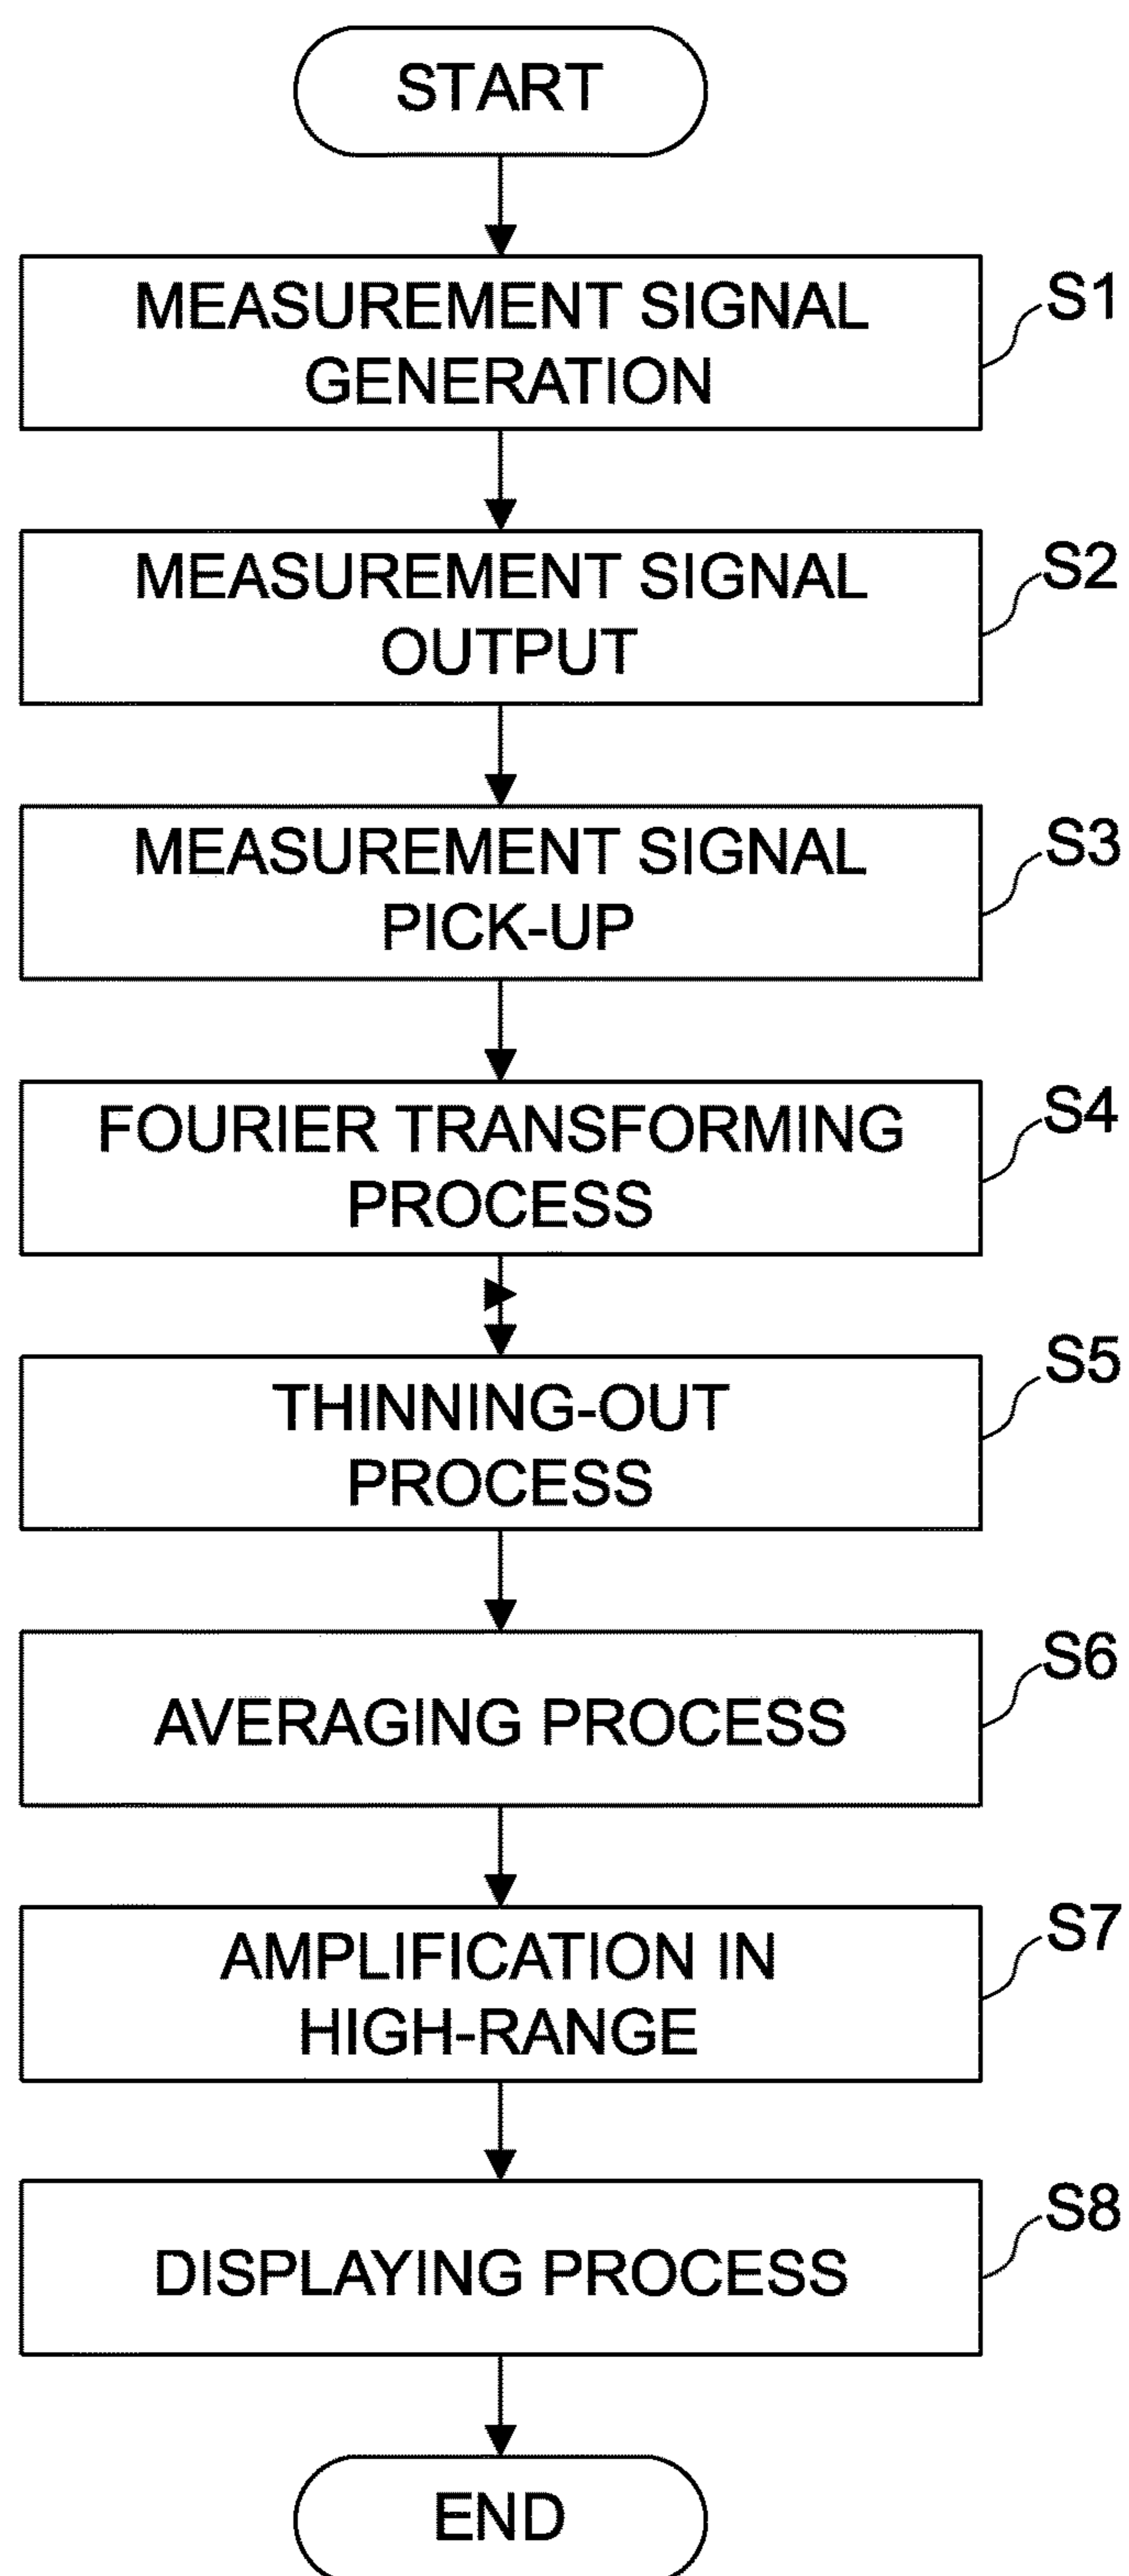 START
MEASUREMENT SIGNAL
GENERATION
S1
MEASUREMENT SIGNAL
OUTPUT
S2
MEASUREMENT SIGNAL
PICK-UP
S3
FOURIER TRANSFORMING
PROCESS
S4
THINNING-OUT
PROCESS
S5
AVERAGING PROCESS
S6
AMPLIFICATION IN
HIGH-RANGE
S7
DISPLAYING PROCESS
S8
END